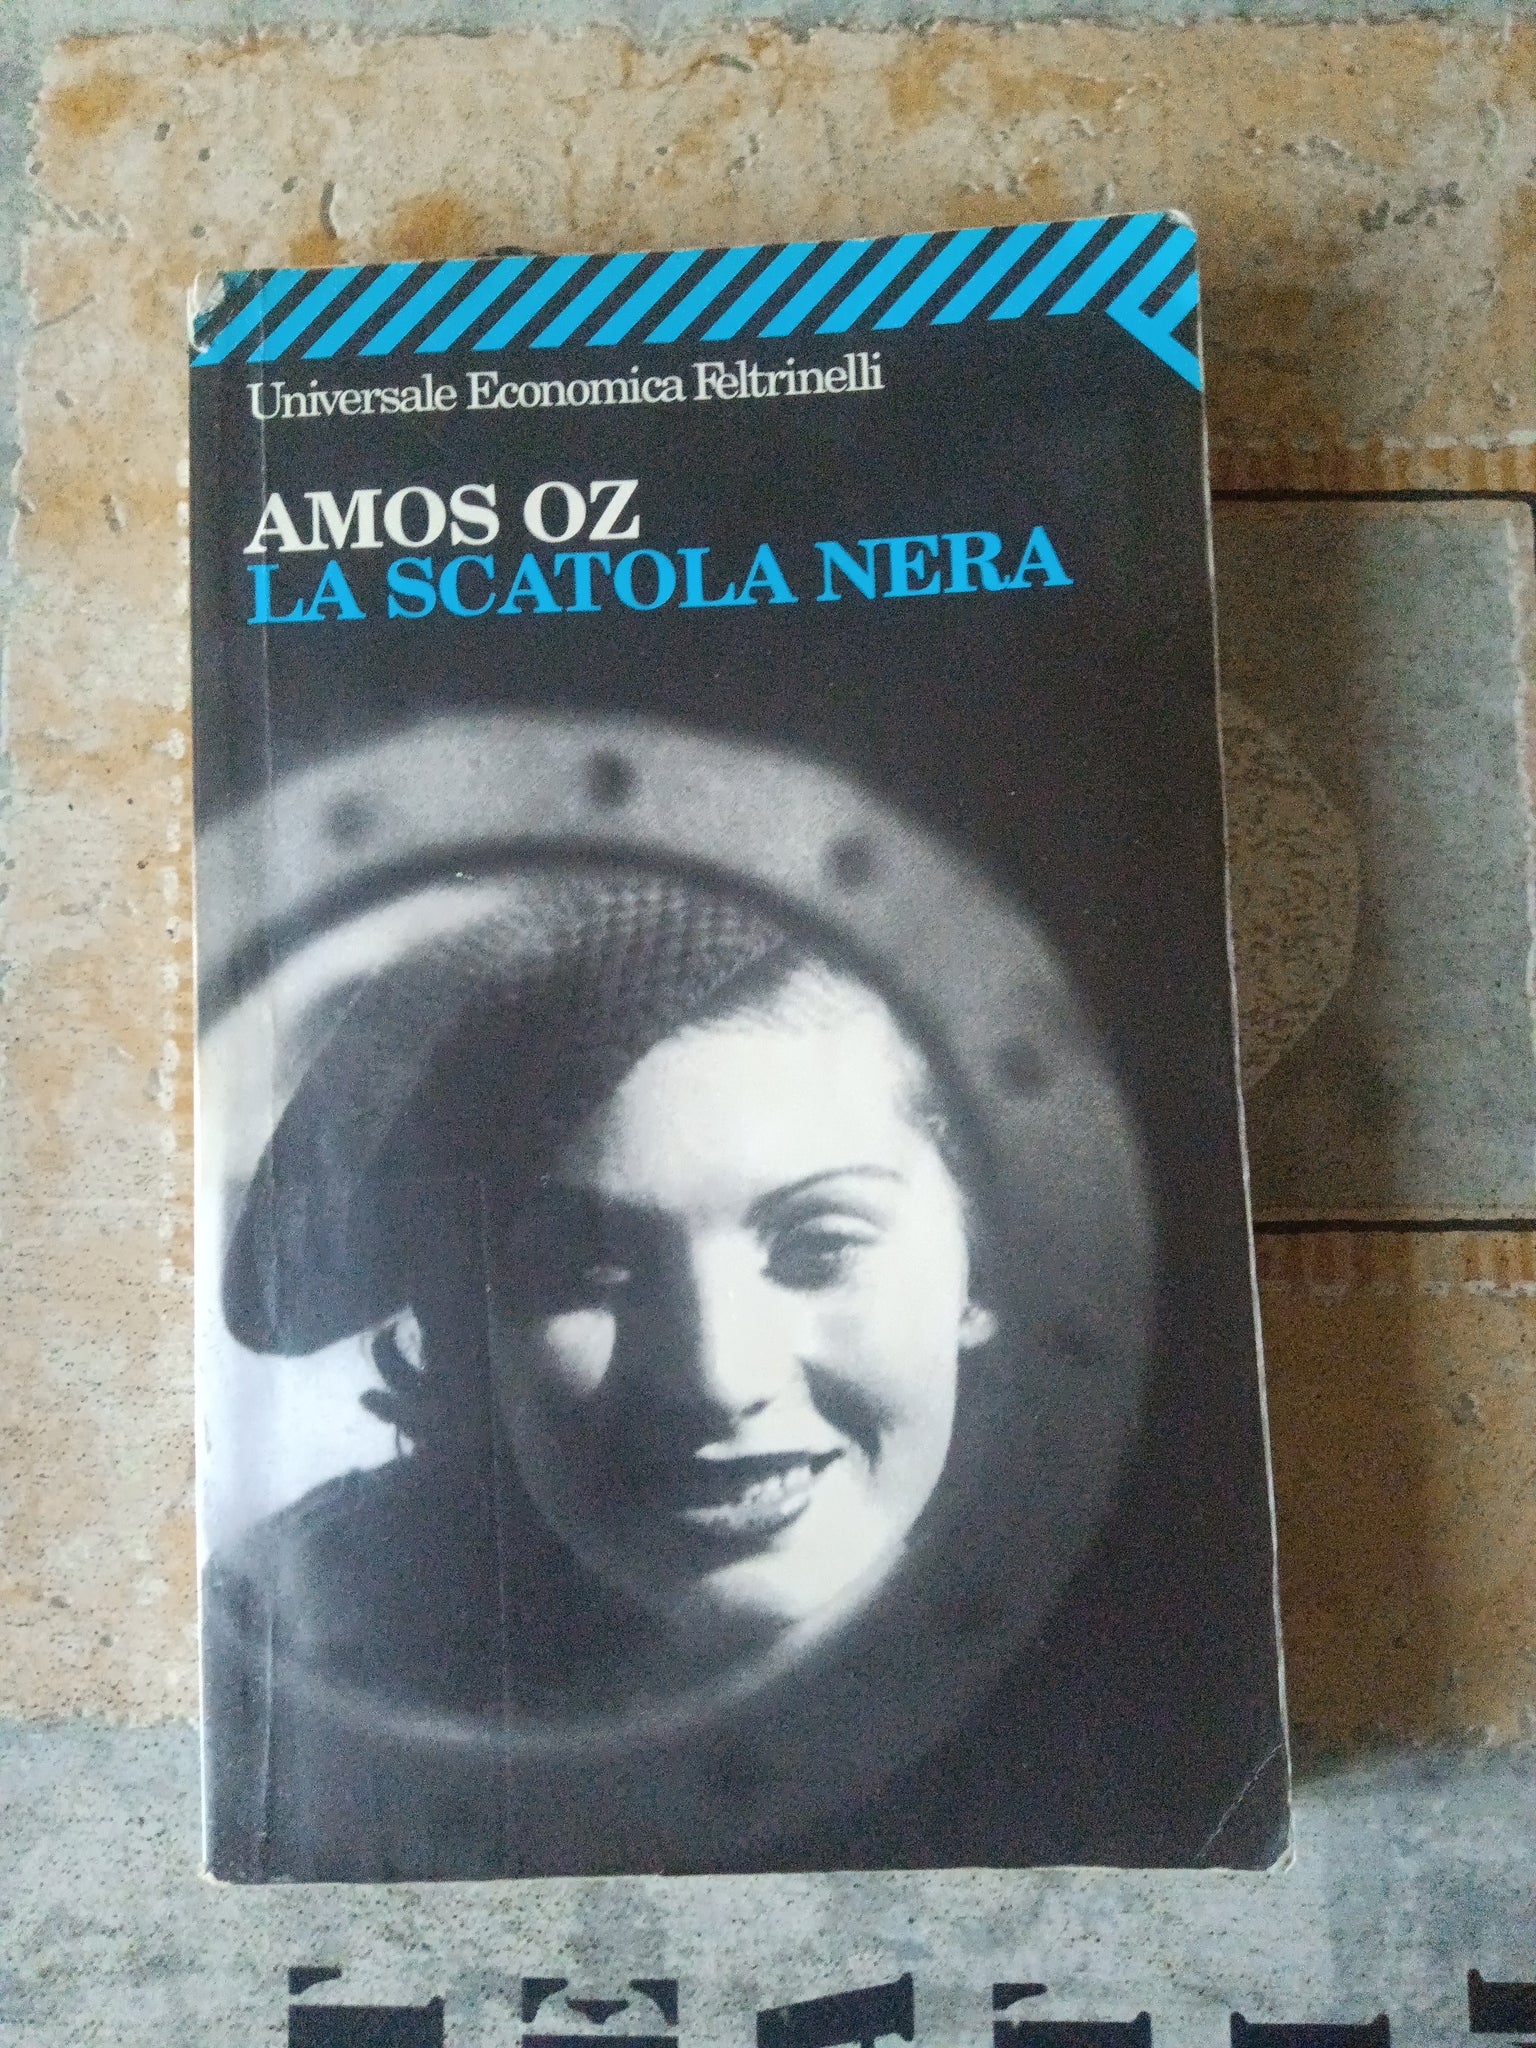 Universale Economica Feltrinelli
AMOS OZ
LA SCATOLA NERA